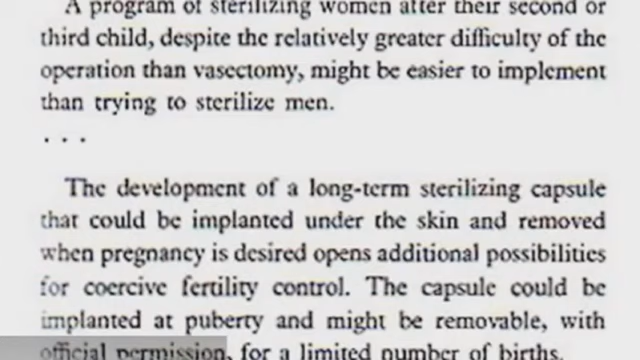 A program of sterilizing women after their second or
third child, despite the relatively greater difficulty of the
operation than vasectomy, might be easier to implement
than trying to sterilize men.
. . .
The development of a long-term sterilizing capsule
that could be implanted under the skin and removed
when pregnancy is desired opens additional possibilities
for coercive fertility control. The capsule could be
implanted at puberty and might be removable, with
official permission, for a limited number of births.